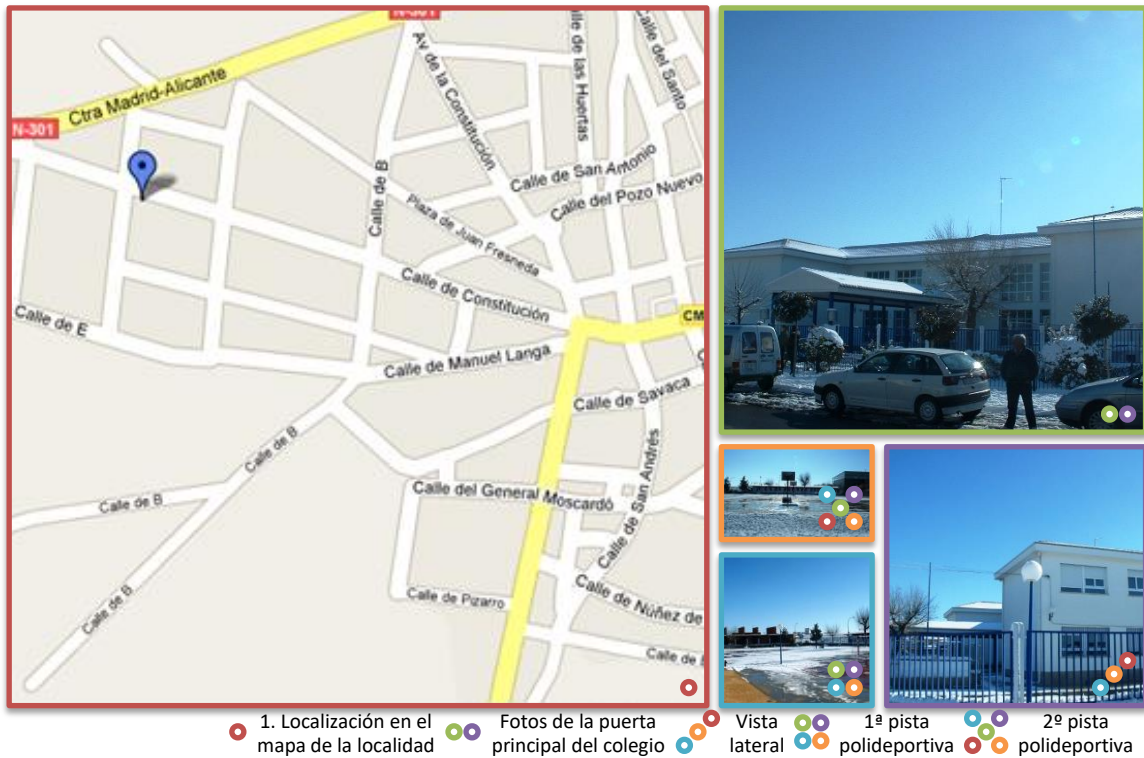 N-301
Ctra Madrid-Alicante
N-301
Av de la Constitución
Calle de las Huertas
Calle del Santo
Calle de B
Calle de San Antonio
Calle del Pozo Nuevo
Plaza de Juan Fresneda
Calle de Constitución
CM
Calle de E
Calle de Manuel Langa
Calle de Savaca
Calle de B
Calle de B
Calle del General Moscardó
Calle de San Andrés
Calle de B
Calle de Pizarro
Calle de Núñez de
Calle de
1. Localización en el
mapa de la localidad
Fotos de la puerta
principal del colegio
Vista
lateral
1ª pista
polideportiva
2º pista
polideportiva